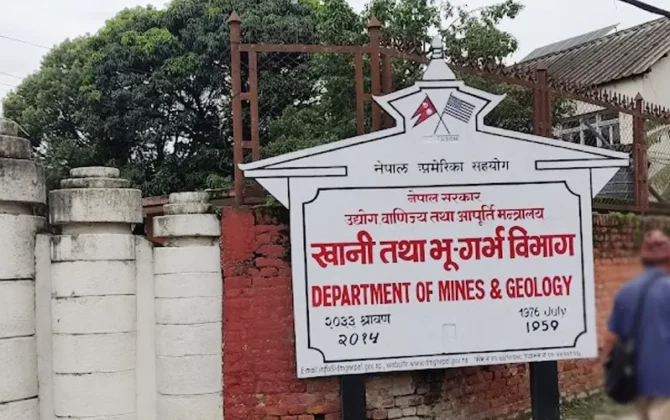 नेपाल अमेरिका सहयोग
नेपाल सरकार
उद्योग, वाणिज्य तथा आपूर्ति मन्त्रालय
खानी तथा भू-गर्भ विभाग
DEPARTMENT OF MINES & GEOLOGY
२०३३ श्रावण 1976 July
२०१५ 1959